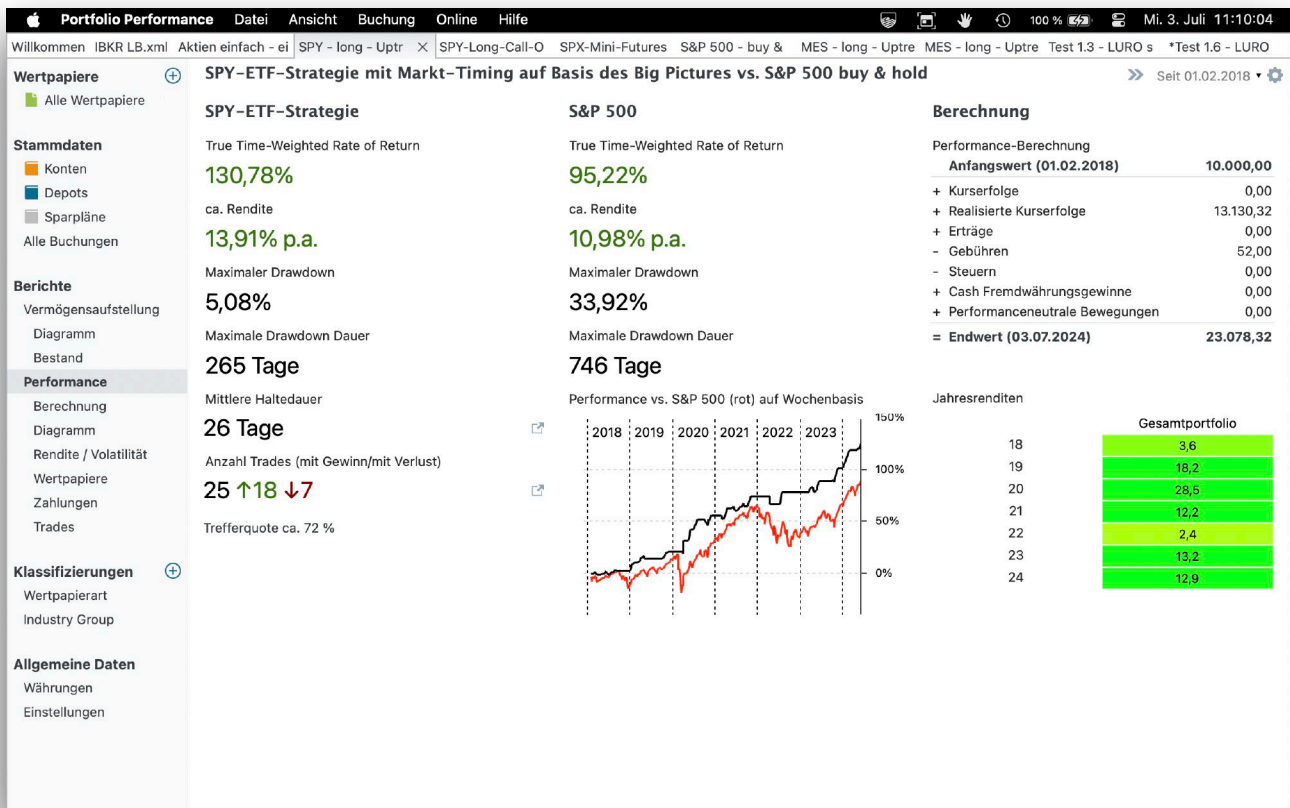 Portfolio Performance Datei Ansicht Buchung Online Hilfe 100 % Mi. 3. Juli 11:10:04
Willkommen IBKR LB.xml Aktien einfach - ei SPY - long - Uptr SPY-Long-Call-O SPX-Mini-Futures S&P 500 - buy & MES - long - Uptre MES - long - Uptre Test 1.3 - LURO s *Test 1.6 - LURO
Wertpapiere
Alle Wertpapiere
Stammdaten
Konten
Depots
Sparpläne
Alle Buchungen
Berichte
Vermögensaufstellung
Diagramm
Bestand
Performance
Berechnung
Diagramm
Rendite / Volatilität
Wertpapiere
Zahlungen
Trades
Klassifizierungen
Wertpapierart
Industry Group
Allgemeine Daten
Währungen
Einstellungen
SPY-ETF-Strategie mit Markt-Timing auf Basis des Big Pictures vs. S&P 500 buy & hold
Seit 01.02.2018
SPY-ETF-Strategie
True Time-Weighted Rate of Return
130,78%
ca. Rendite
13,91% p.a.
Maximaler Drawdown
5,08%
Maximale Drawdown Dauer
265 Tage
Mittlere Haltedauer
26 Tage
Anzahl Trades (mit Gewinn/mit Verlust)
25 ↑18 ↓7
Trefferquote ca. 72 %
S&P 500
True Time-Weighted Rate of Return
95,22%
ca. Rendite
10,98% p.a.
Maximaler Drawdown
33,92%
Maximale Drawdown Dauer
746 Tage
Performance vs. S&P 500 (rot) auf Wochenbasis
2018 2019 2020 2021 2022 2023
150%
100%
50%
0%
Berechnung
Performance-Berechnung
Anfangswert (01.02.2018) 10.000,00
+ Kurserfolge 0,00
+ Realisierte Kurserfolge 13.130,32
+ Erträge 0,00
- Gebühren 52,00
- Steuern 0,00
+ Cash Fremdwährungsgewinne 0,00
+ Performanceneutrale Bewegungen 0,00
= Endwert (03.07.2024) 23.078,32
Jahresrenditen
Gesamtportfolio
18 3,6
19 18,2
20 28,5
21 12,2
22 2,4
23 13,2
24 12,9